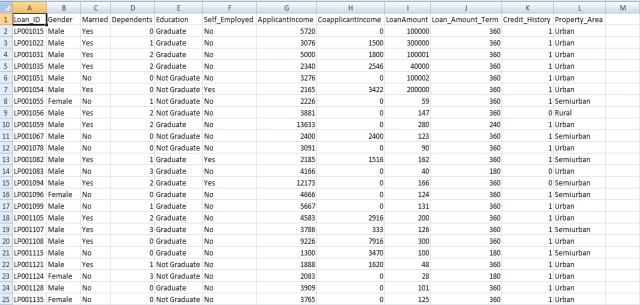 A B C D E F G H I J K L M
1 Loan_ID Gender Married Dependents Education Self_Employed ApplicantIncome CoapplicantIncome LoanAmount Loan_Amount_Term Credit_History Property_Area
2 LP001015 Male Yes 0 Graduate No 5720 0 100000 360 1 Urban
3 LP001022 Male Yes 1 Graduate No 3076 1500 300000 360 1 Urban
4 LP001031 Male Yes 2 Graduate No 5000 1800 100001 360 1 Urban
5 LP001035 Male Yes 2 Graduate No 2340 2546 40000 360 1 Urban
6 LP001051 Male No 0 Not Graduate No 3276 0 100002 360 1 Urban
7 LP001054 Male Yes 0 Not Graduate Yes 2165 3422 200000 360 1 Urban
8 LP001055 Female No 1 Not Graduate No 2226 0 59 360 1 Semiurban
9 LP001056 Male Yes 2 Not Graduate No 3881 0 147 360 0 Rural
10 LP001059 Male Yes 2 Graduate 13633 0 280 240 1 Urban
11 LP001067 Male No 0 Not Graduate No 2400 2400 123 360 1 Semiurban
12 LP001078 Male No 0 Not Graduate No 3091 0 90 360 1 Urban
13 LP001082 Male Yes 1 Graduate Yes 2185 1516 162 360 1 Semiurban
14 LP001083 Male No 3 Graduate No 4166 0 40 180 0 Urban
15 LP001094 Male Yes 2 Graduate Yes 12173 0 166 360 0 Semiurban
16 LP001096 Female No 0 Graduate No 4666 0 124 360 1 Semiurban
17 LP001099 Male No 1 Graduate No 5667 0 131 360 1 Urban
18 LP001105 Male Yes 2 Graduate No 4583 2916 200 360 1 Urban
19 LP001107 Male Yes 3 Graduate No 3786 333 126 360 1 Semiurban
20 LP001108 Male Yes 0 Graduate No 9226 7916 300 360 1 Urban
21 LP001115 Male No 0 Graduate No 1300 3470 100 180 1 Semiurban
22 LP001121 Male Yes 1 Not Graduate No 1888 1620 48 360 1 Urban
23 LP001124 Female No 3 Not Graduate No 2083 0 28 180 1 Urban
24 LP001128 Male No 0 Graduate No 3909 0 101 360 1 Urban
25 LP001135 Female No 0 Not Graduate No 3765 0 125 360 1 Urban